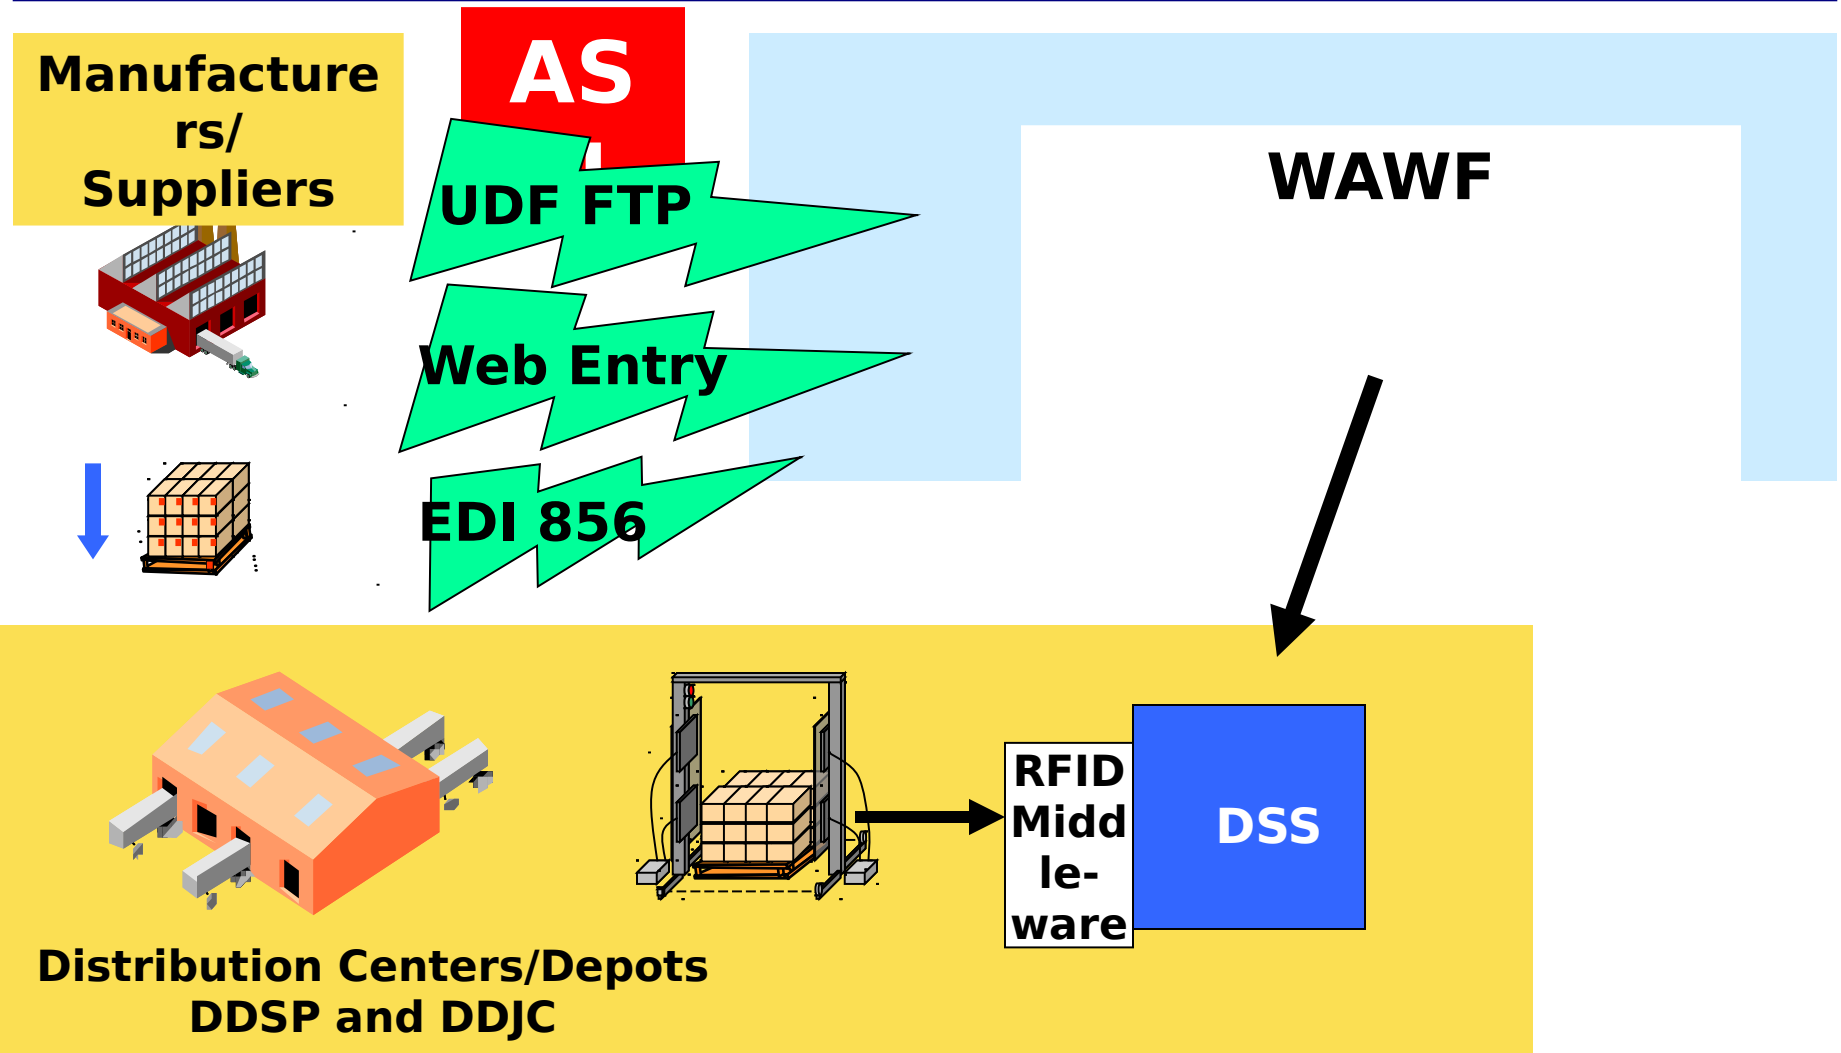 Manufacture
rs/
Suppliers
AS
UDF FTP
WAWF
Web Entry
EDI 856
RFID
Midd
le-
ware
DSS
Distribution Centers/Depots
DDSP and DDJC